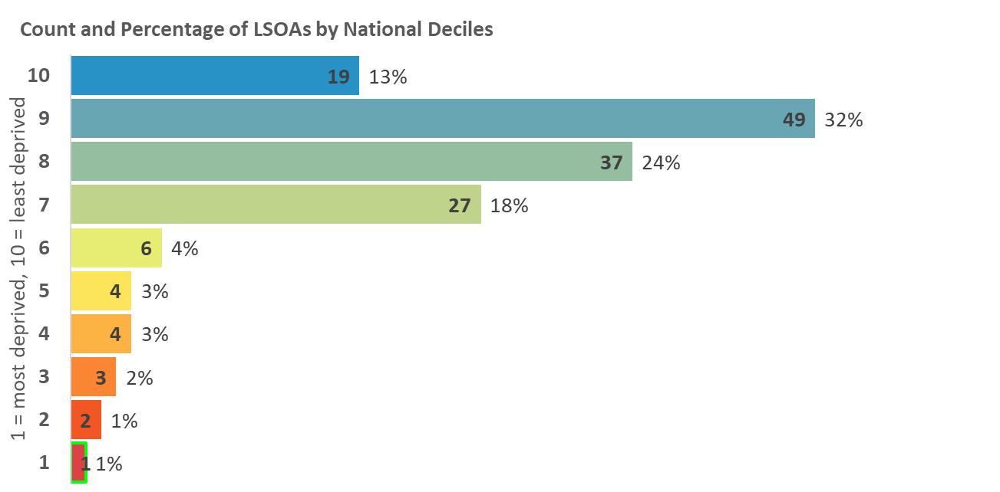 Count and Percentage of LSOAs by National Deciles
1 = most deprived, 10 = least deprived
10 19 13%
9 49 32%
8 37 24%
7 27 18%
6 6 4%
5 4 3%
4 4 3%
3 3 2%
2 2 1%
1 1 1%